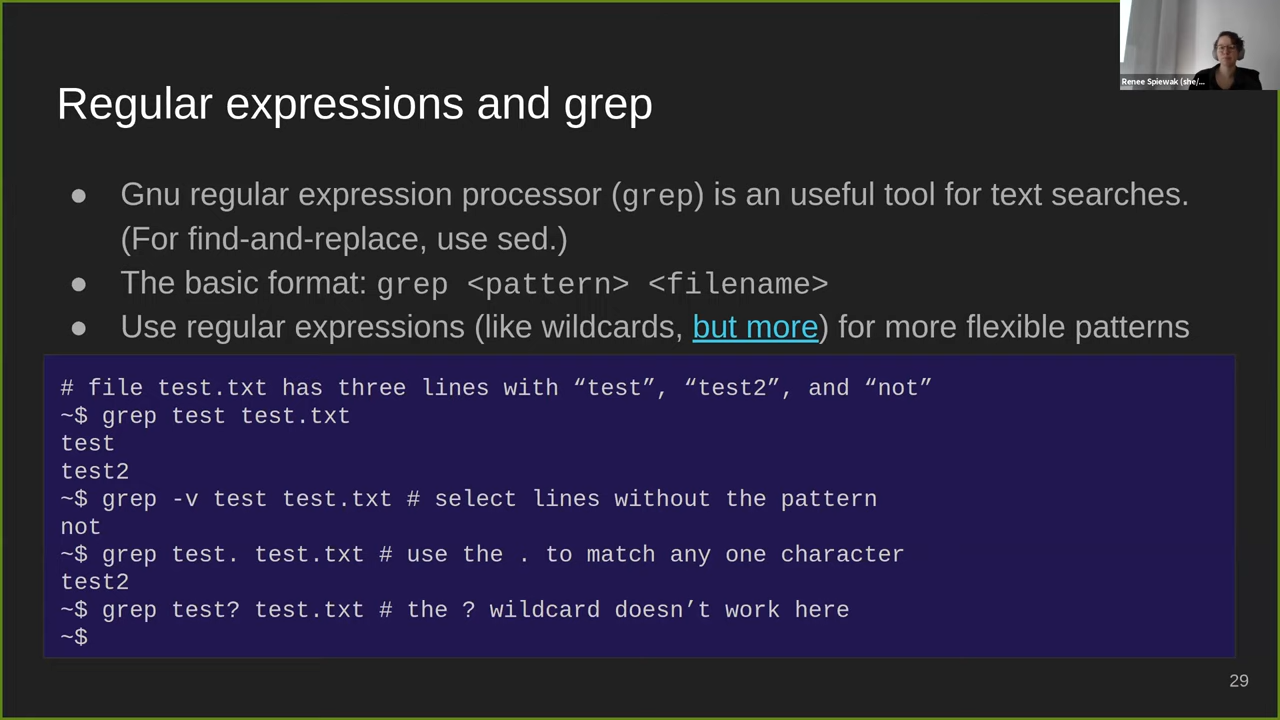 Renee Spiewak (she/...
Regular expressions and grep
● Gnu regular expression processor (grep) is an useful tool for text searches.
(For find-and-replace, use sed.)
● The basic format: grep <pattern> <filename>
● Use regular expressions (like wildcards, but more) for more flexible patterns
# file test.txt has three lines with “test”, “test2”, and “not”
~$ grep test test.txt
test
test2
~$ grep -v test test.txt # select lines without the pattern
not
~$ grep test. test.txt # use the . to match any one character
test2
~$ grep test? test.txt # the ? wildcard doesn’t work here
~$
29